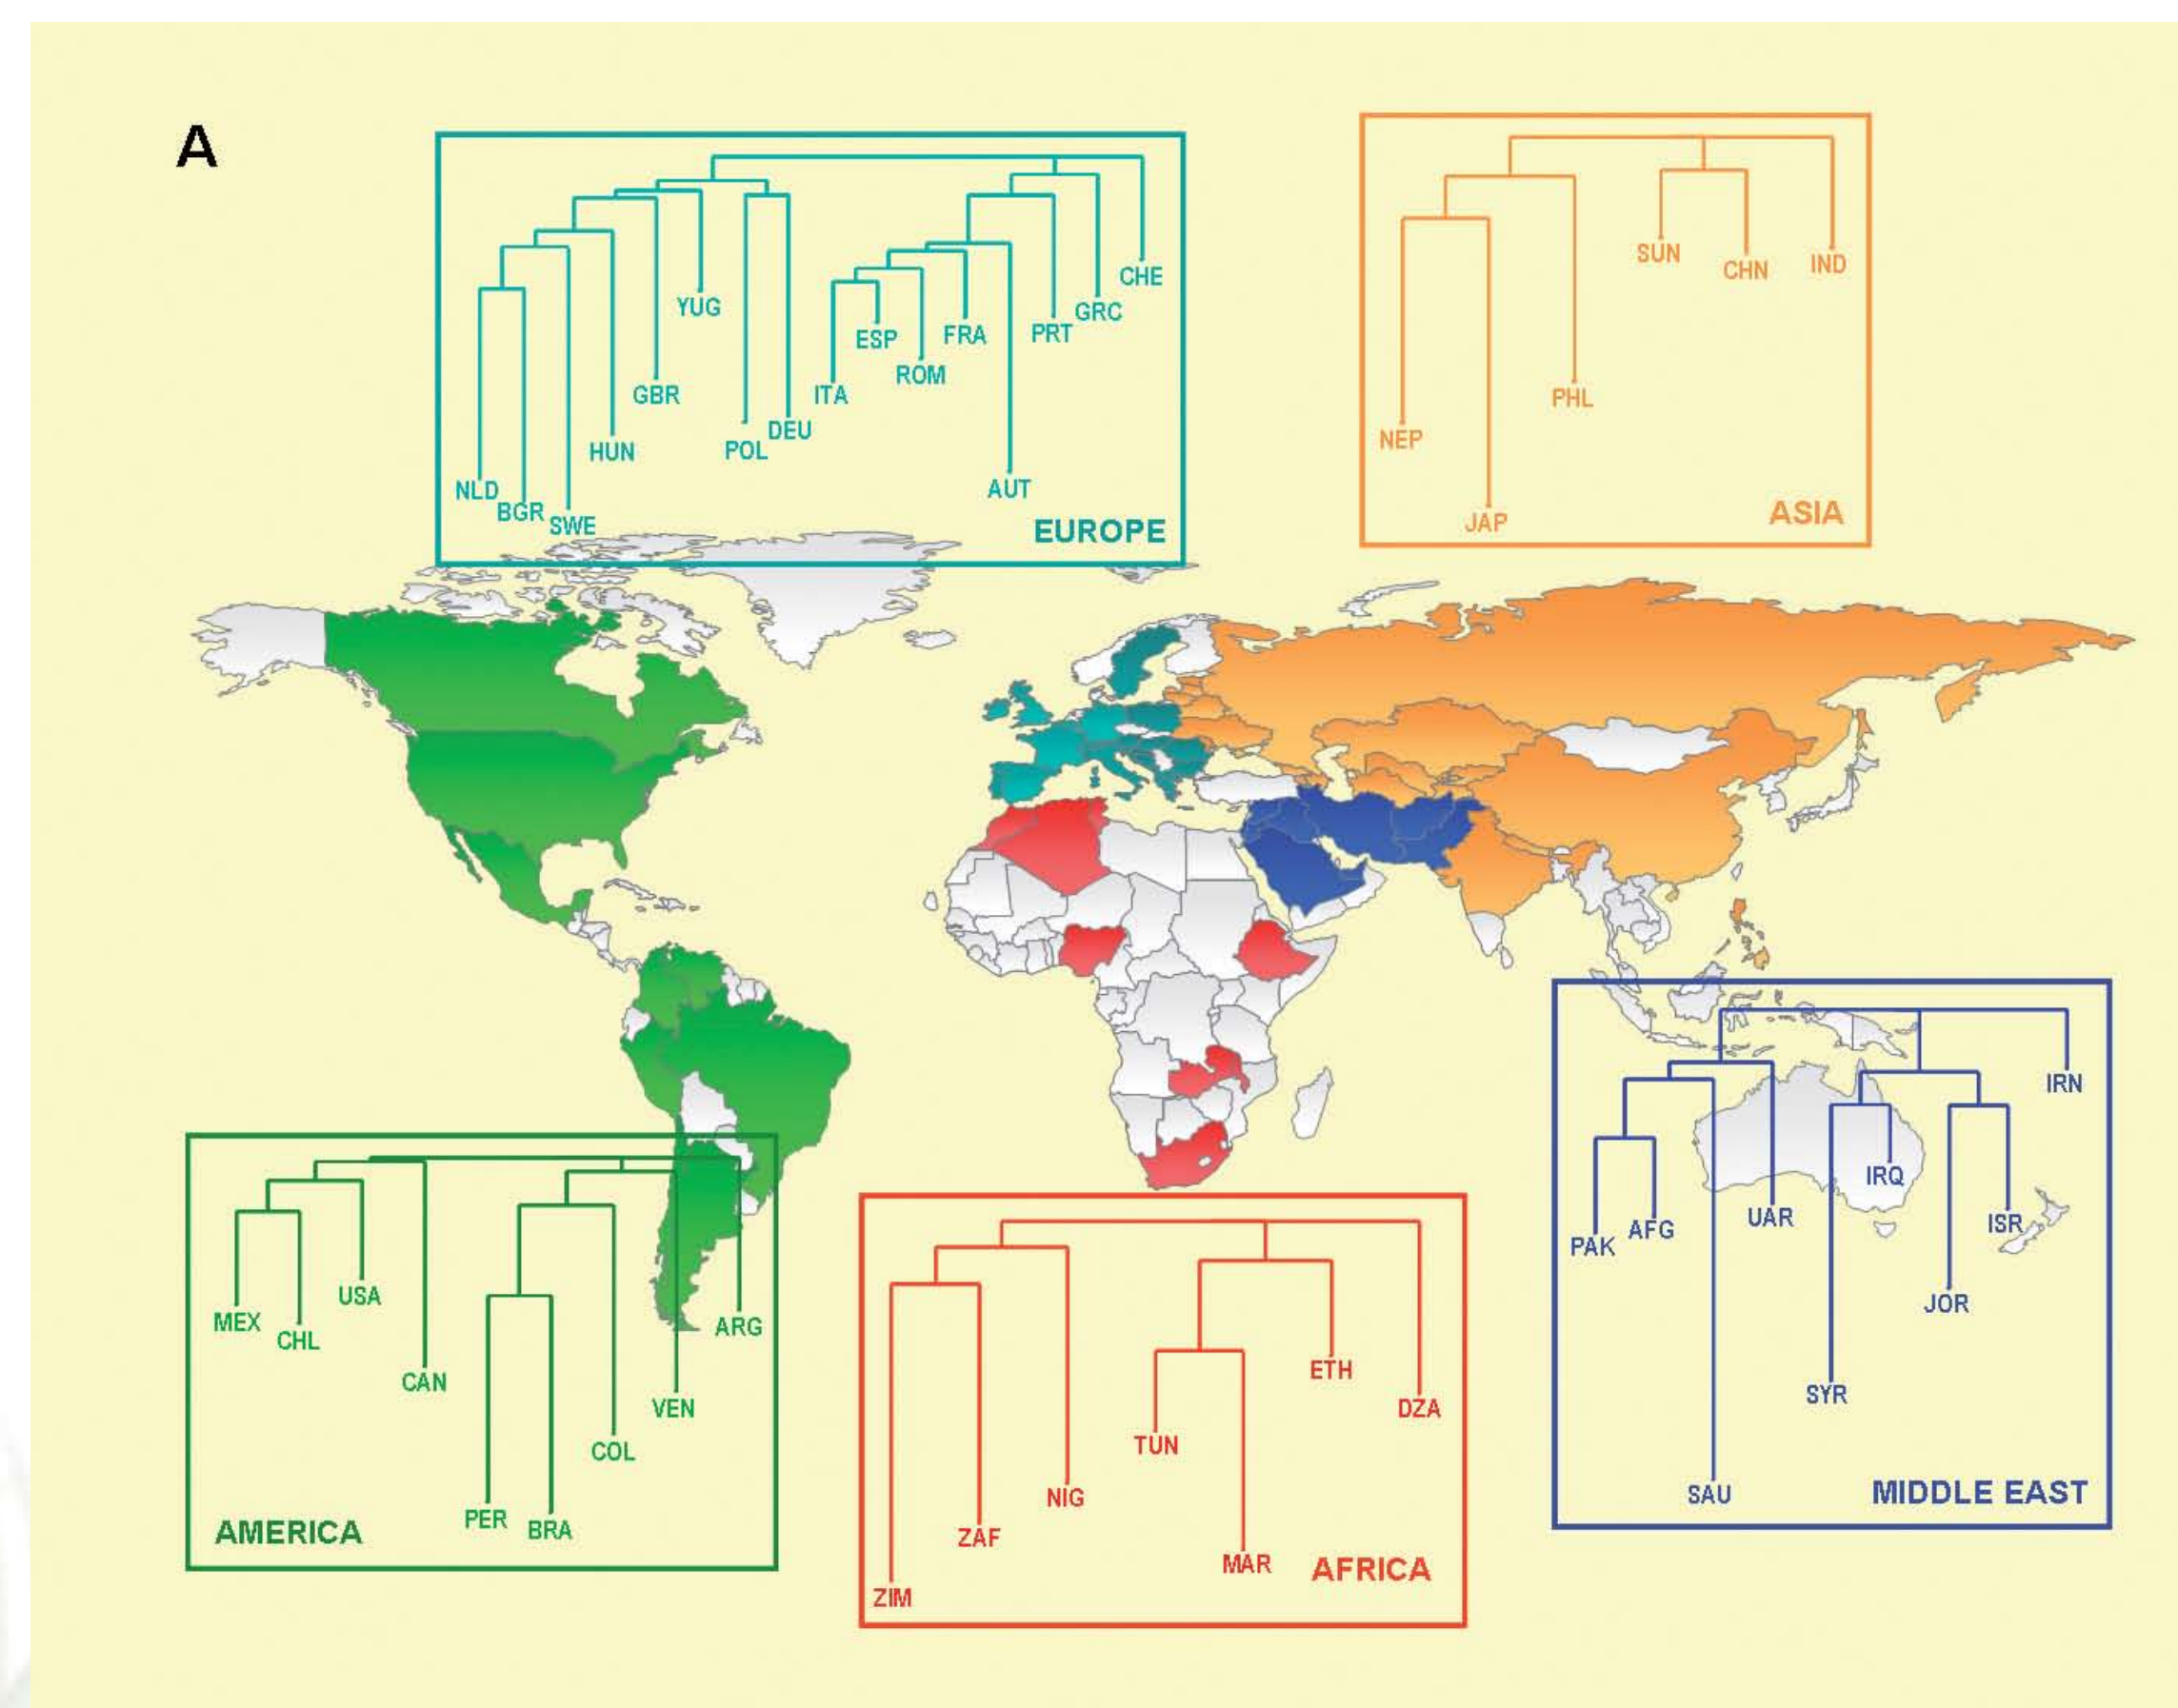 A
YUG
ESP
FRA
PRT
GRC
CHE
ROM
GBR
ITA
HUN
POL
DEU
NLD
BGR
SWE
AUT
EUROPE
SUN
CHN
IND
PHL
NEP
JAP
ASIA
MEX
CHL
USA
CAN
ARG
VEN
COL
PER
BRA
AMERICA
ETH
DZA
TUN
NIG
ZAF
MAR
ZIM
AFRICA
IRN
IRQ
PAK
AFG
UAR
ISR
JOR
SYR
SAU
MIDDLE EAST